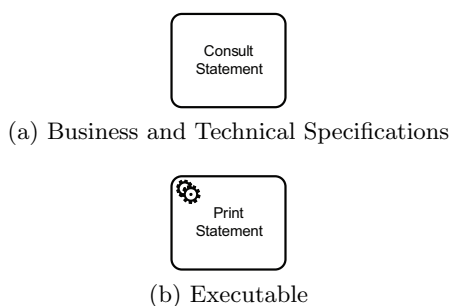 Consult
Statement
(a) Business and Technical Specifications
Print
Statement
(b) Executable